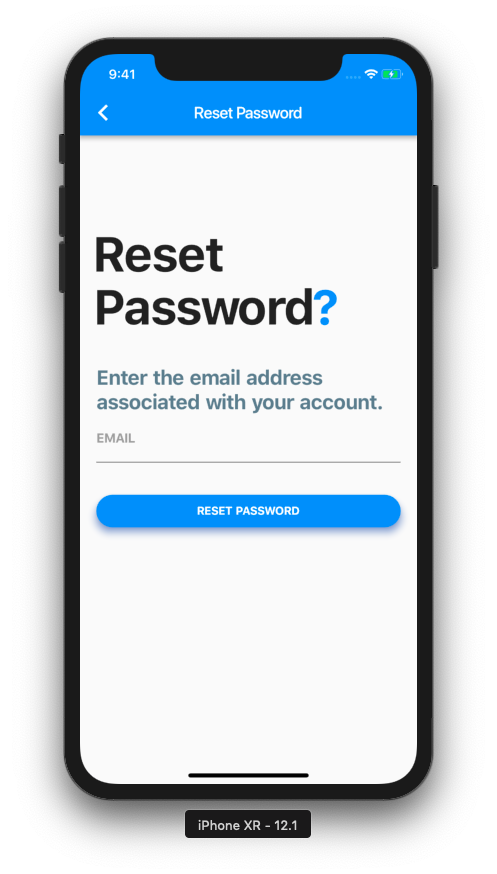 9:41
Reset Password
Reset
Password?
Enter the email address
associated with your account.
EMAIL
RESET PASSWORD
iPhone XR - 12.1